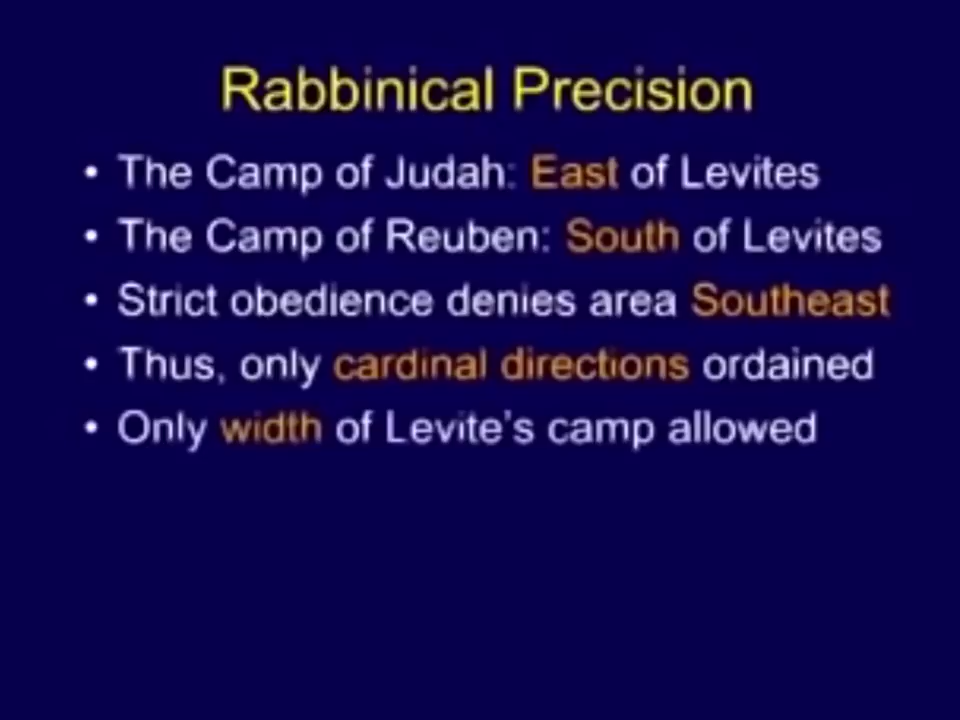 Rabbinical Precision
• The Camp of Judah: East of Levites
• The Camp of Reuben: South of Levites
• Strict obedience denies area Southeast
• Thus, only cardinal directions ordained
• Only width of Levite's camp allowed